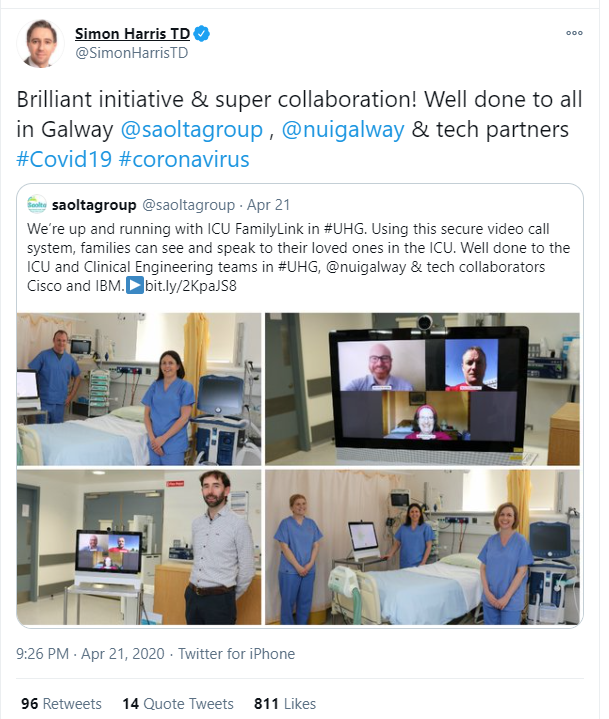 Simon Harris TD
@SimonHarrisTD
Brilliant initiative & super collaboration! Well done to all
in Galway @saoltagroup , @nuigalway & tech partners
#Covid19 #coronavirus
Saolta
saoltagroup @saoltagroup · Apr 21
We’re up and running with ICU FamilyLink in #UHG. Using this secure video call
system, families can see and speak to their loved ones in the ICU. Well done to the
ICU and Clinical Engineering teams in #UHG, @nuigalway & tech collaborators
Cisco and IBM.▶bit.ly/2KpaJS8
9:26 PM · Apr 21, 2020 · Twitter for iPhone
96 Retweets 14 Quote Tweets 811 Likes